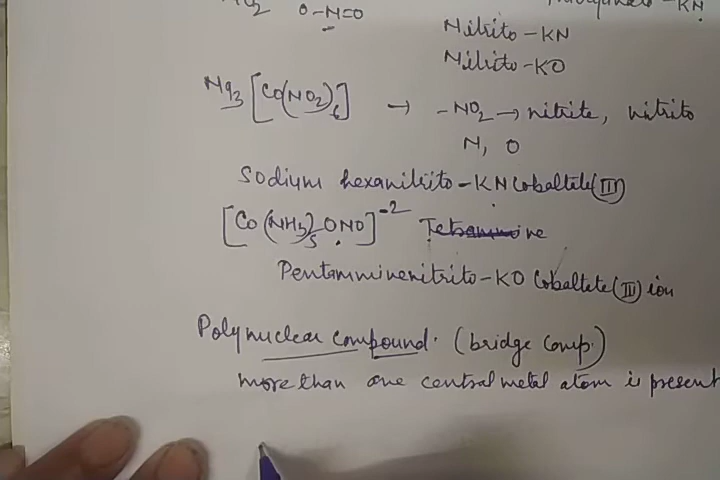 O-N=O
-KN
Nitrito-KN
Nitrito-KO
Na3[Co(NO2)6] → -NO2 → nitrite, nitrito
N, O
Sodium hexanitrito-KN Cobaltate(III)
[Co(NH3)5 ONO]-2
Pentamminenitrito-KO Cobaltate(III) ion
Polynuclear compound. (bridge comp.)
more than one central metal atom is present